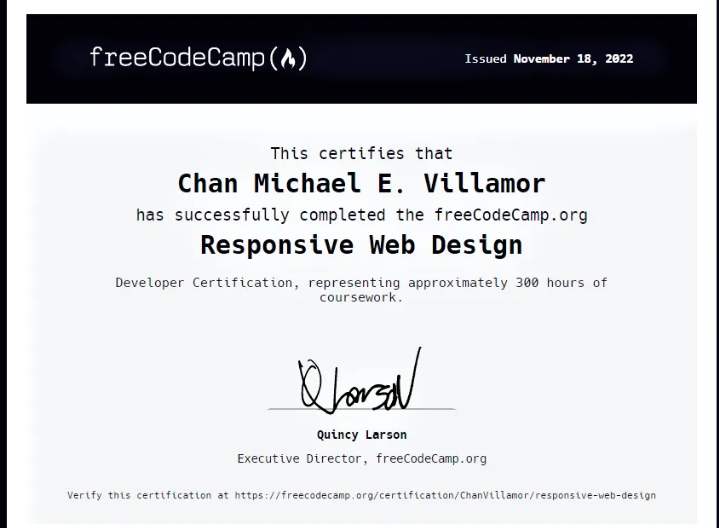 freeCodeCamp
Issued November 18, 2022
This certifies that
Chan Michael E. Villamor
has successfully completed the freeCodeCamp.org
Responsive Web Design
Developer Certification, representing approximately 300 hours of
coursework.
Q Larson
Quincy Larson
Executive Director, freeCodeCamp.org
Verify this certification at https://freecodecamp.org/certification/ChanVillamor/responsive-web-design